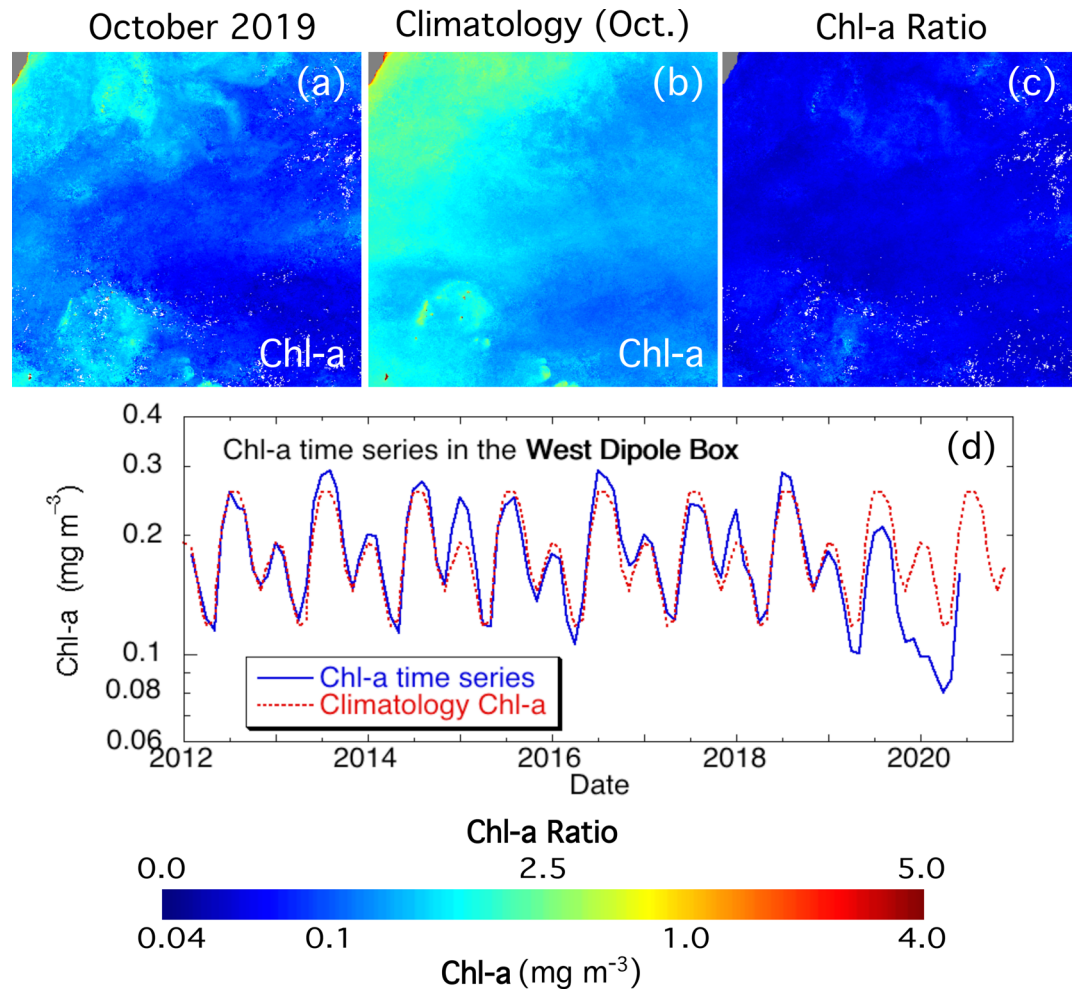 October 2019 Climatology (Oct.) Chl-a Ratio
(a) (b) (c)
Chl-a Chl-a
0.4
0.3
0.2
0.1
0.08
0.06
Chl-a (mg m⁻³)
Chl-a time series in the West Dipole Box (d)
Chl-a time series
Climatology Chl-a
2012 2014 2016 2018 2020
Date
Chl-a Ratio
0.0 2.5 5.0
0.04 0.1 1.0 4.0
Chl-a (mg m⁻³)